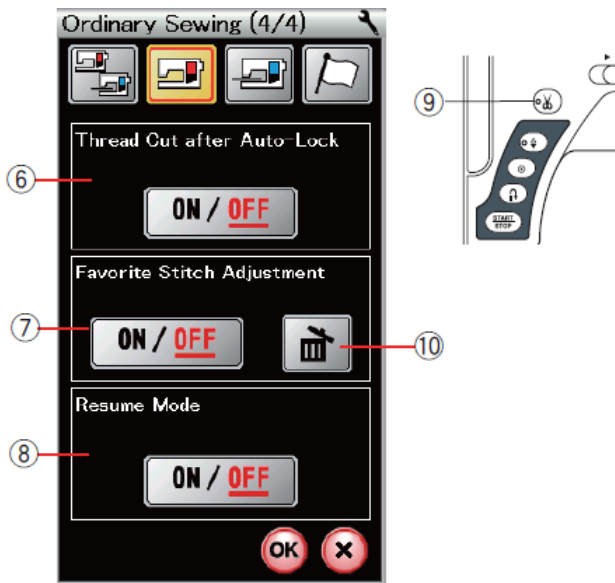 Ordinary Sewing (4/4)
Thread Cut after Auto-Lock
⑥
ON / OFF
Favorite Stitch Adjustment
⑦
ON / OFF
⑩
Resume Mode
⑧
ON / OFF
OK
⑨
START
STOP